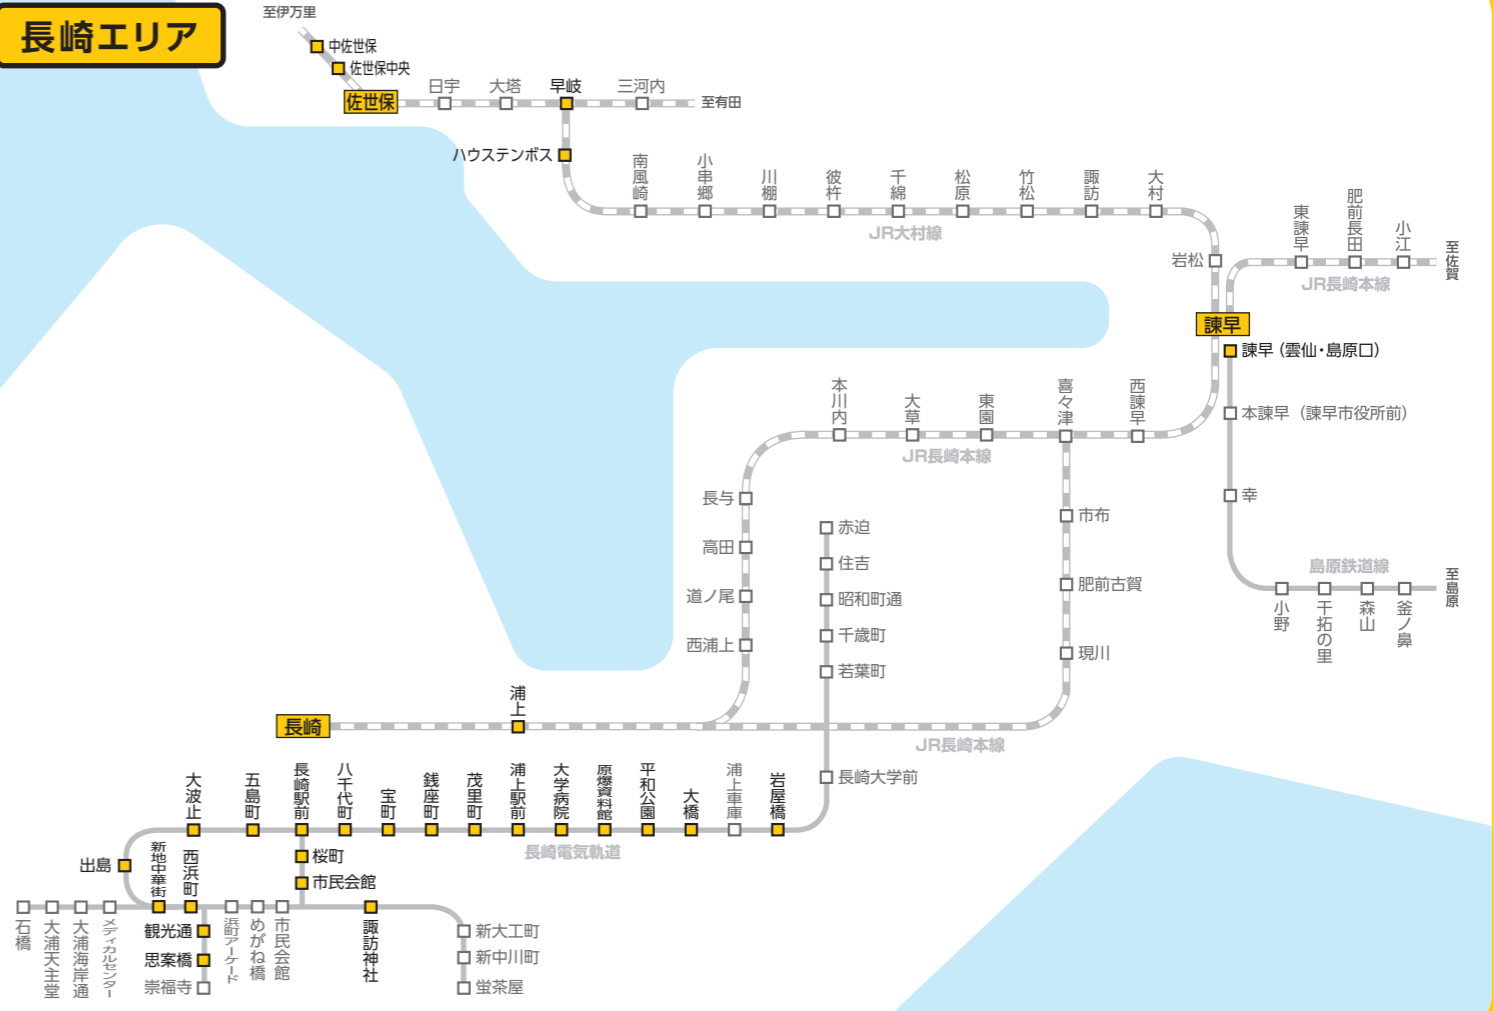 長崎エリア
至伊万里
中佐世保
佐世保中央
佐世保
日宇
大塔
早岐
三河内
至有田
ハウステンボス
南風崎
小串郷
川棚
彼杵
千綿
松原
竹松
諏訪
大村
JR大村線
岩松
東諫早
肥前長田
小江
至佐賀
JR長崎本線
諫早
諫早（雲仙・島原口）
本諫早（諫早市役所前）
幸
島原鉄道線
至島原
小野
干拓の里
森山
釜ノ鼻
本川内
大草
東園
喜々津
西諫早
JR長崎本線
長与
高田
道ノ尾
西浦上
赤迫
住吉
昭和町通
千歳町
若葉町
市布
肥前古賀
現川
長崎
浦上
JR長崎本線
長崎大学前
大波止
五島町
長崎駅前
八千代町
宝町
銭座町
茂里町
浦上駅前
大学病院
原爆資料館
平和公園
大橋
浦上車庫
岩屋橋
長崎電気軌道
出島
新地中華街
西浜町
桜町
市民会館
石橋
大浦天主堂
大浦海岸通
メディカルセンター
観光通
思案橋
崇福寺
浜町アーケード
めがね橋
市民会館
諏訪神社
新大工町
新中川町
蛍茶屋